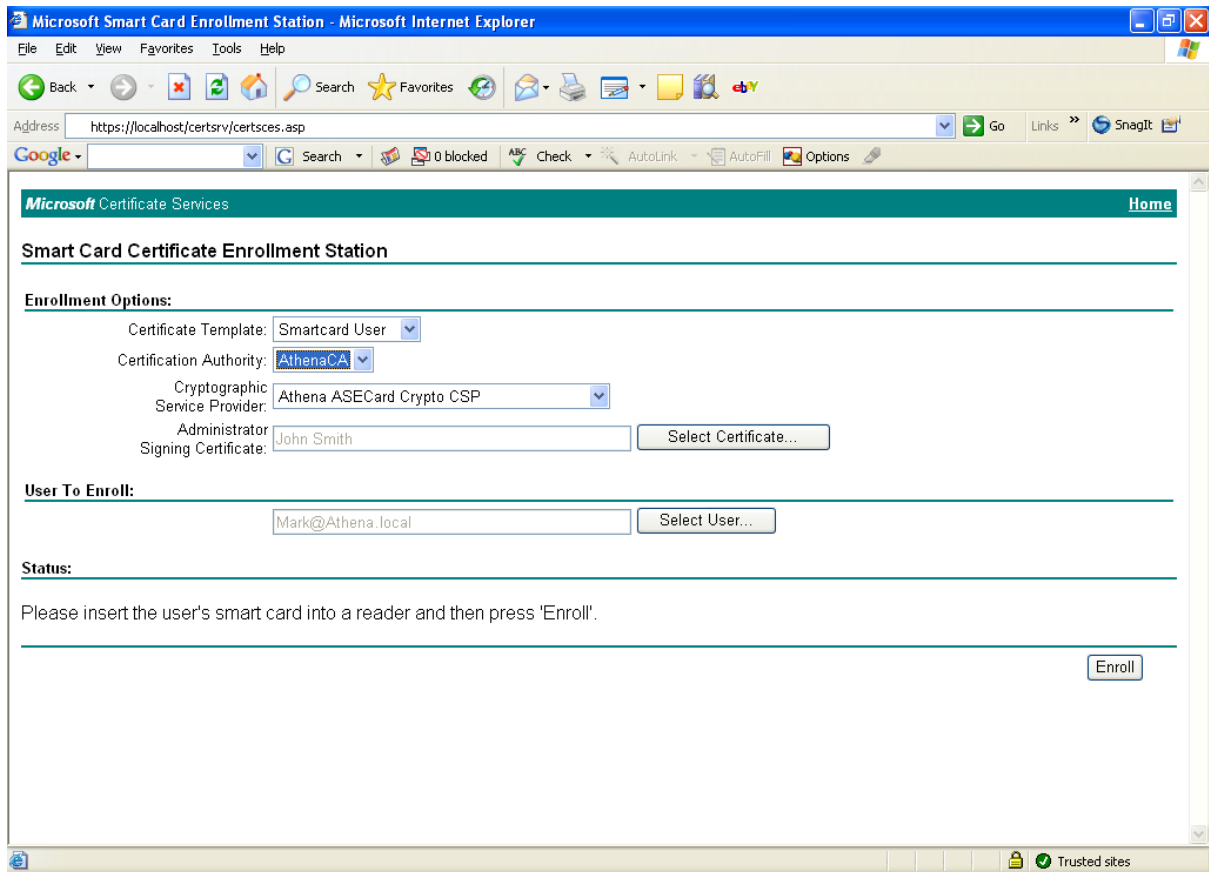 Microsoft Smart Card Enrollment Station - Microsoft Internet Explorer
File Edit View Favorites Tools Help
Back Search Favorites ebY
Address https://localhost/certsrv/certsces.asp Go Links » SnagIt
Google Search 0 blocked ABC Check AutoLink AutoFill Options
Microsoft Certificate Services Home
Smart Card Certificate Enrollment Station
Enrollment Options:
Certificate Template: Smartcard User
Certification Authority: AthenaCA
Cryptographic
Service Provider: Athena ASECard Crypto CSP
Administrator
Signing Certificate: John Smith Select Certificate...
User To Enroll:
Mark@Athena.local Select User...
Status:
Please insert the user's smart card into a reader and then press 'Enroll'.
Enroll
Trusted sites